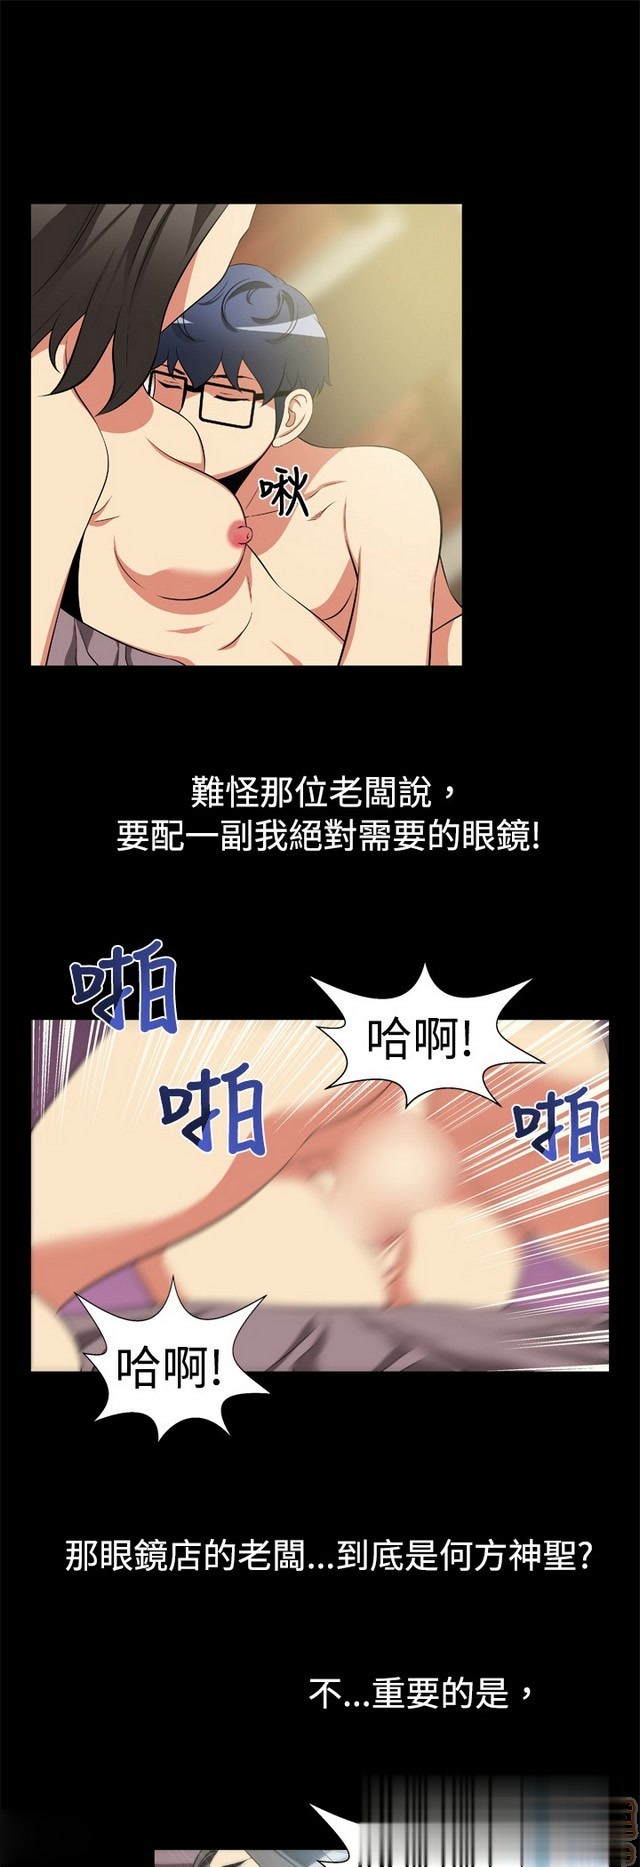 啾
難怪那位老闆說，
要配一副我絕對需要的眼鏡!
啪
哈啊!
啪
啪
哈啊!
那眼鏡店的老闆...到底是何方神聖?
不...重要的是，